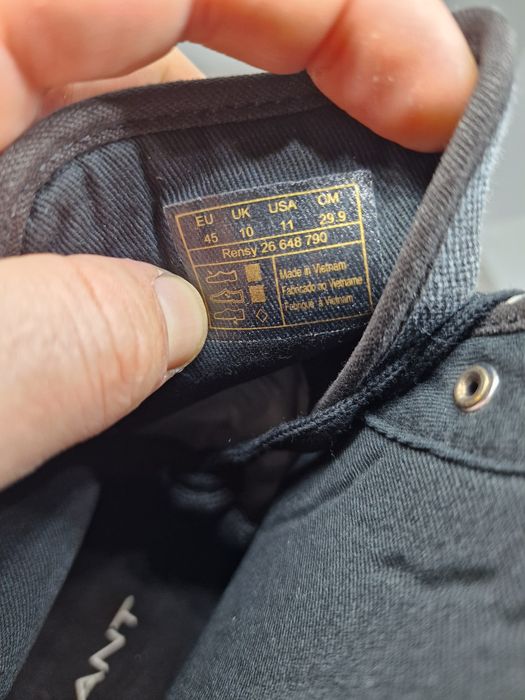 EU UK USA CM
45 10 11 29.9
Rensy 26 648 790
Made in Vietnam
Fabricado no Vietname
Fabriqué à Vietnam
ANT